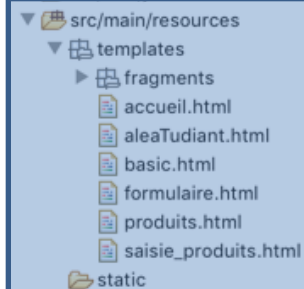 src/main/resources
templates
fragments
accueil.html
aleaTudiant.html
basic.html
formulaire.html
produits.html
saisie_produits.html
static